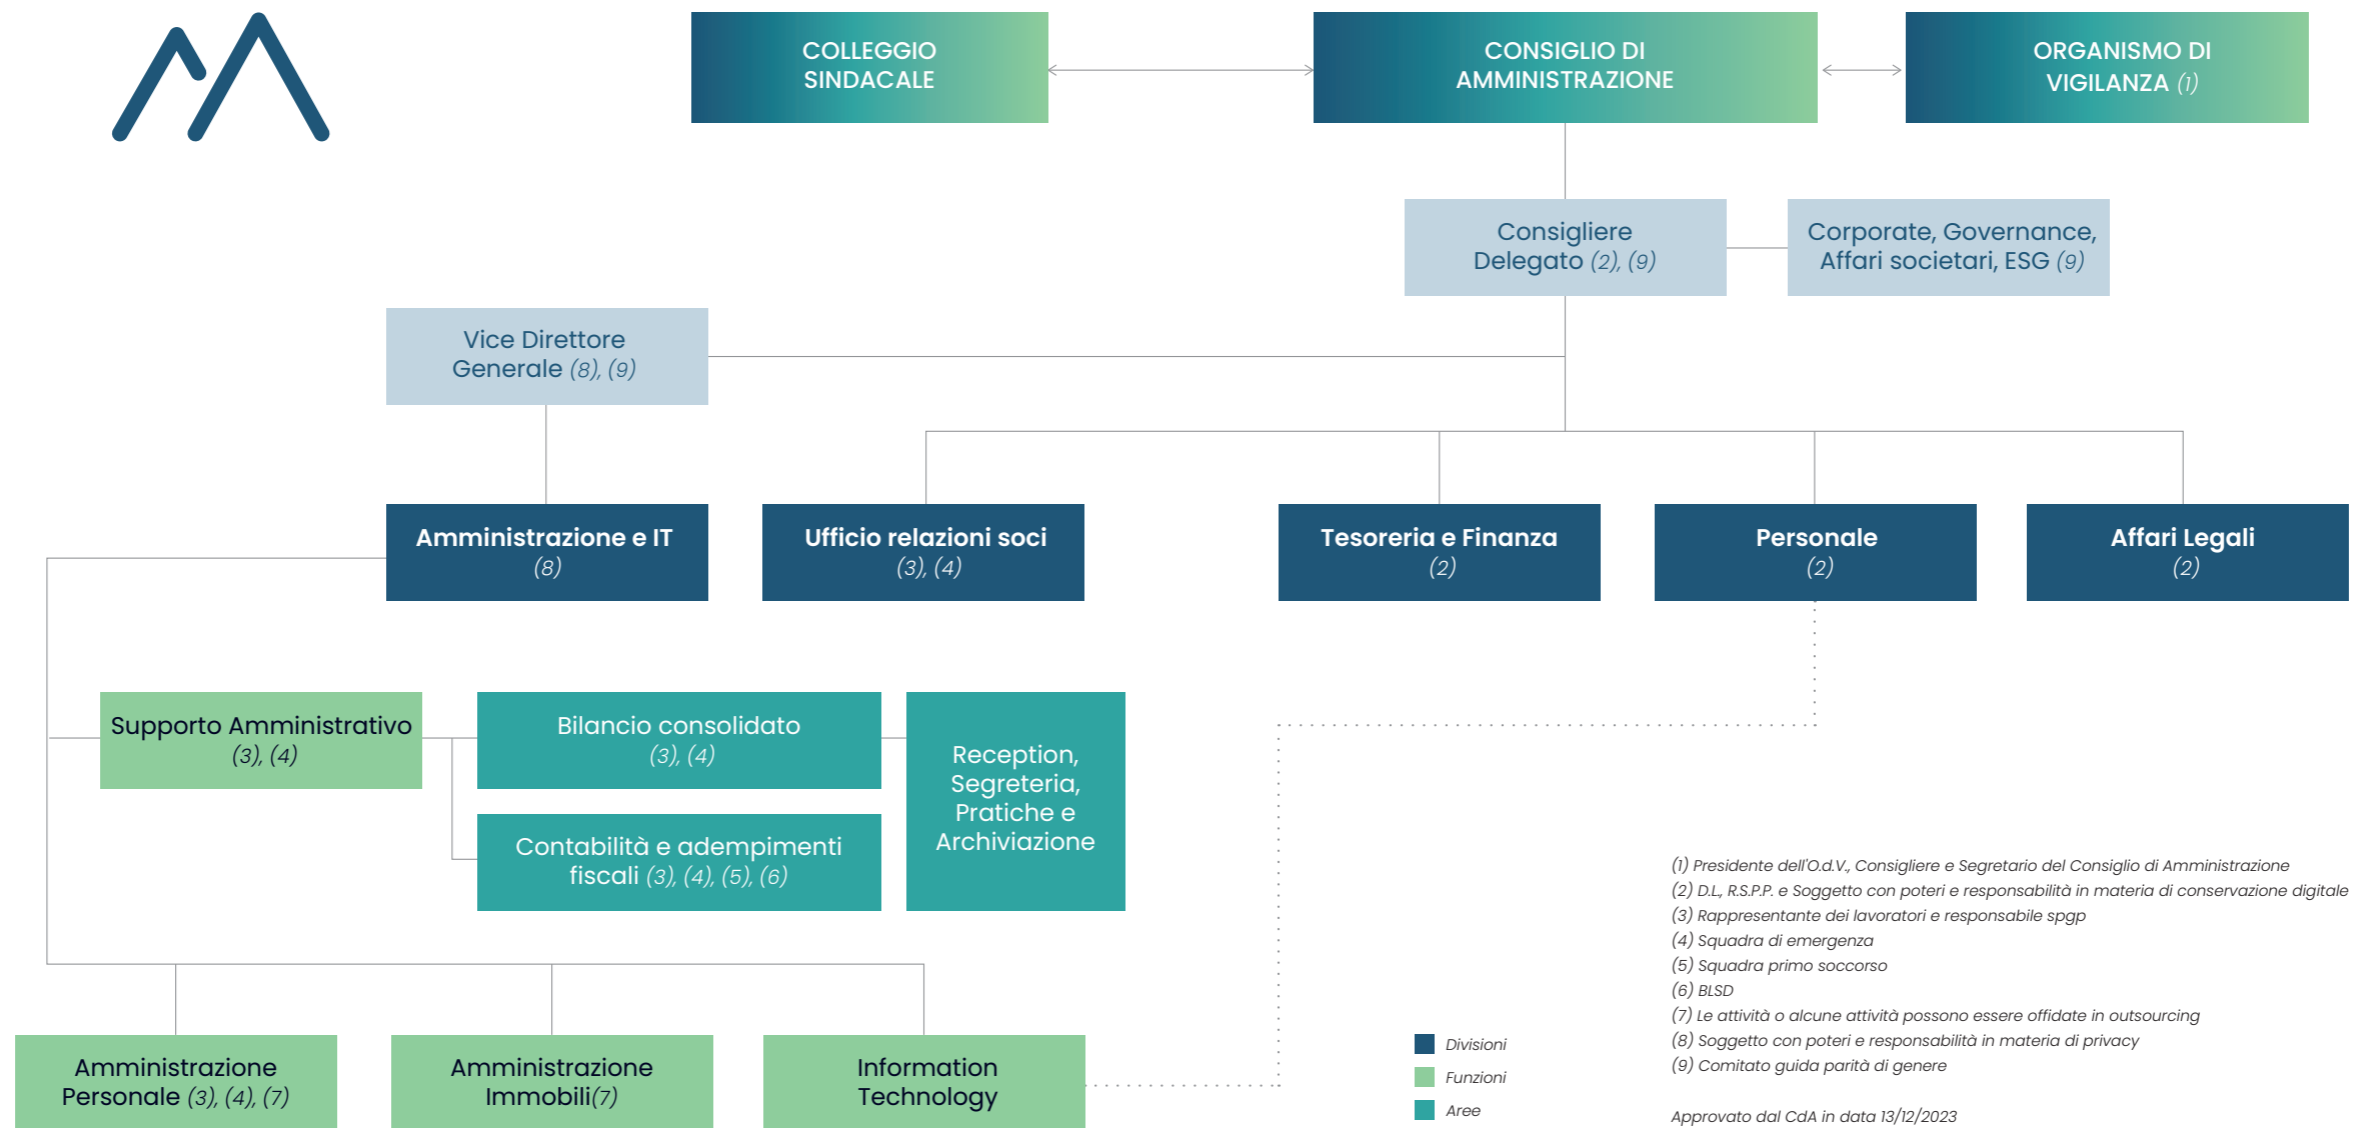 COLLEGGIO
SINDACALE
CONSIGLIO DI
AMMINISTRAZIONE
ORGANISMO DI
VIGILANZA (1)
Consigliere
Delegato (2), (9)
Corporate, Governance,
Affari societari, ESG (9)
Vice Direttore
Generale (8), (9)
Amministrazione e IT
(8)
Ufficio relazioni soci
(3), (4)
Tesoreria e Finanza
(2)
Personale
(2)
Affari Legali
(2)
Supporto Amministrativo
(3), (4)
Bilancio consolidato
(3), (4)
Contabilità e adempimenti
fiscali (3), (4), (5), (6)
Reception,
Segreteria,
Pratiche e
Archiviazione
Amministrazione
Personale (3), (4), (7)
Amministrazione
Immobili(7)
Information
Technology
Divisioni
Funzioni
Aree
(1) Presidente dell'O.d.V., Consigliere e Segretario del Consiglio di Amministrazione
(2) D.L., R.S.P.P. e Soggetto con poteri e responsabilità in materia di conservazione digitale
(3) Rappresentante dei lavoratori e responsabile spgp
(4) Squadra di emergenza
(5) Squadra primo soccorso
(6) BLSD
(7) Le attività o alcune attività possono essere offidate in outsourcing
(8) Soggetto con poteri e responsabilità in materia di privacy
(9) Comitato guida parità di genere
Approvato dal CdA in data 13/12/2023